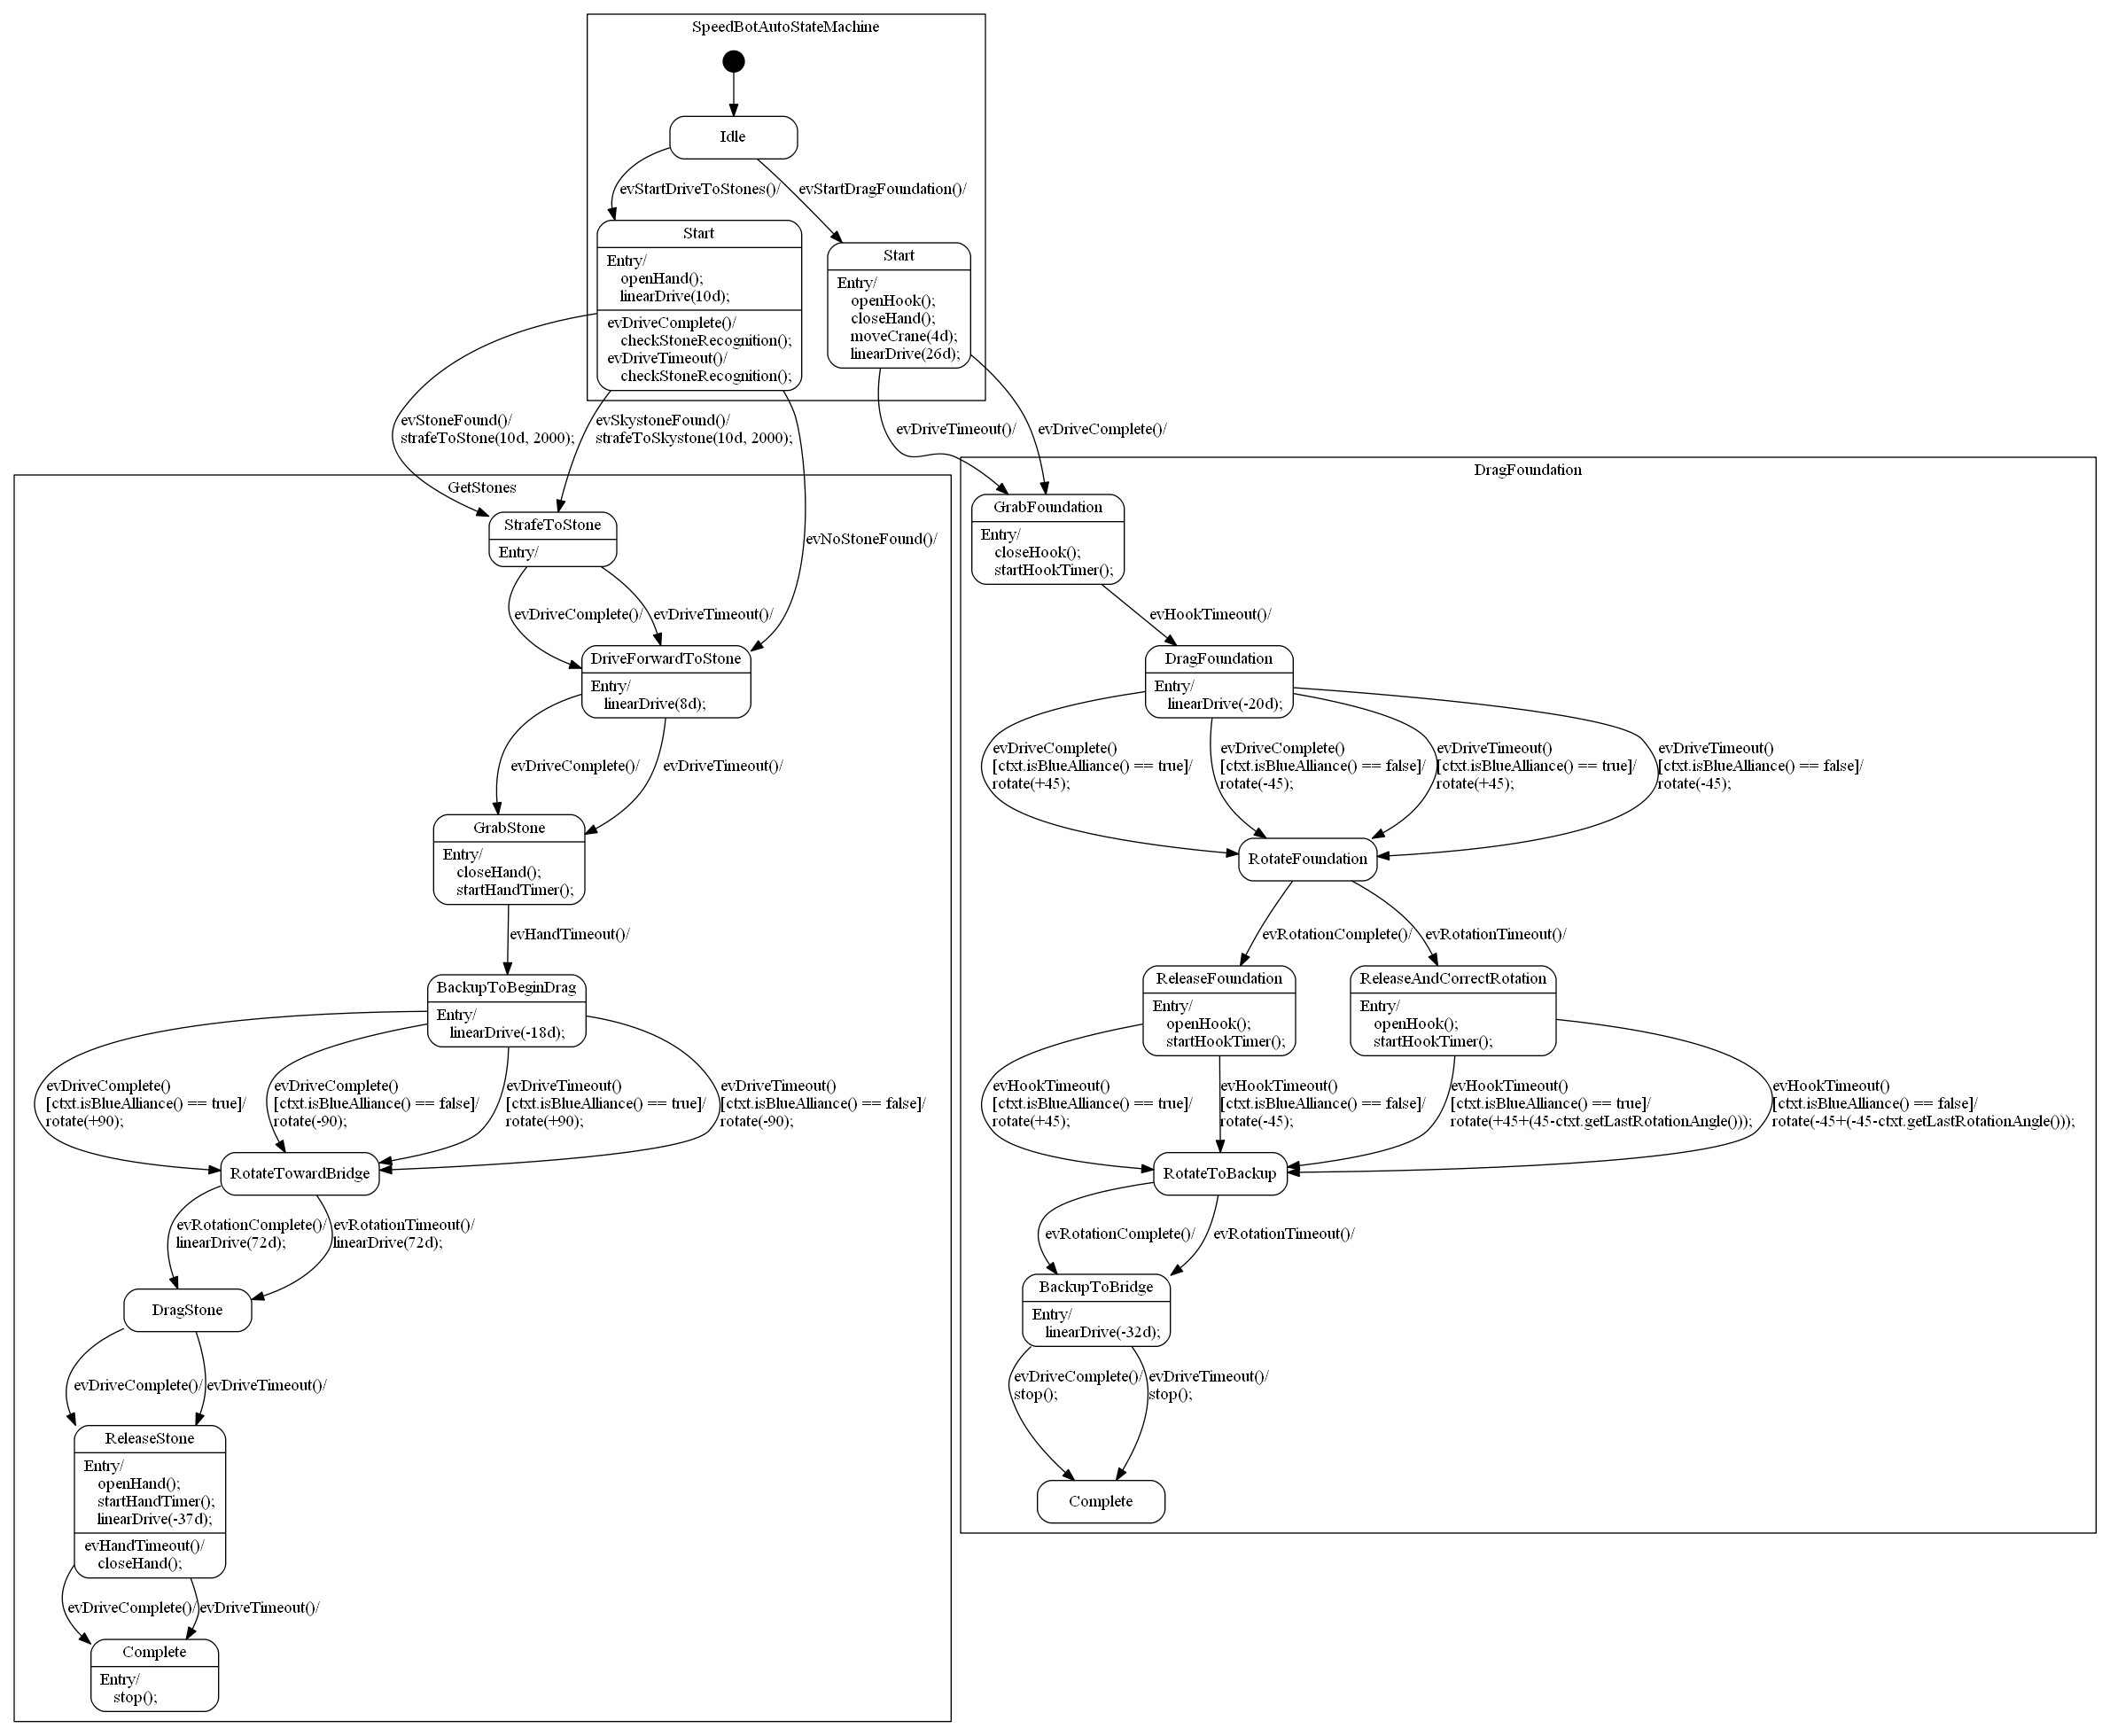 SpeedBotAutoStateMachine
Idle
evStartDriveToStones()/
evStartDragFoundation()/
Start
Entry/
openHand();
linearDrive(10d);
evDriveComplete()/
checkStoneRecognition();
evDriveTimeout()/
checkStoneRecognition();
Start
Entry/
openHook();
closeHand();
moveCrane(4d);
linearDrive(26d);
evStoneFound()/
strafeToStone(10d, 2000);
evSkystoneFound()/
strafeToSkystone(10d, 2000);
evNoStoneFound()/
evDriveTimeout()/
evDriveComplete()/
GetStones
StrafeToStone
Entry/
evDriveComplete()/
evDriveTimeout()/
DriveForwardToStone
Entry/
linearDrive(8d);
evDriveComplete()/
evDriveTimeout()/
GrabStone
Entry/
closeHand();
startHandTimer();
evHandTimeout()/
BackupToBeginDrag
Entry/
linearDrive(-18d);
evDriveComplete()
[ctxt.isBlueAlliance() == true]/
rotate(+90);
evDriveComplete()
[ctxt.isBlueAlliance() == false]/
rotate(-90);
evDriveTimeout()
[ctxt.isBlueAlliance() == true]/
rotate(+90);
evDriveTimeout()
[ctxt.isBlueAlliance() == false]/
rotate(-90);
RotateTowardBridge
evRotationComplete()/
linearDrive(72d);
evRotationTimeout()/
linearDrive(72d);
DragStone
evDriveComplete()/
evDriveTimeout()/
ReleaseStone
Entry/
openHand();
startHandTimer();
linearDrive(-37d);
evHandTimeout()/
closeHand();
evDriveComplete()/
evDriveTimeout()/
Complete
Entry/
stop();
DragFoundation
GrabFoundation
Entry/
closeHook();
startHookTimer();
evHookTimeout()/
DragFoundation
Entry/
linearDrive(-20d);
evDriveComplete()
[ctxt.isBlueAlliance() == true]/
rotate(+45);
evDriveComplete()
[ctxt.isBlueAlliance() == false]/
rotate(-45);
evDriveTimeout()
[ctxt.isBlueAlliance() == true]/
rotate(+45);
evDriveTimeout()
[ctxt.isBlueAlliance() == false]/
rotate(-45);
RotateFoundation
evRotationComplete()/
evRotationTimeout()/
ReleaseFoundation
Entry/
openHook();
startHookTimer();
ReleaseAndCorrectRotation
Entry/
openHook();
startHookTimer();
evHookTimeout()
[ctxt.isBlueAlliance() == true]/
rotate(+45);
evHookTimeout()
[ctxt.isBlueAlliance() == false]/
rotate(-45);
evHookTimeout()
[ctxt.isBlueAlliance() == true]/
rotate(+45+(45-ctxt.getLastRotationAngle()));
evHookTimeout()
[ctxt.isBlueAlliance() == false]/
rotate(-45+(-45-ctxt.getLastRotationAngle()));
RotateToBackup
evRotationComplete()/
evRotationTimeout()/
BackupToBridge
Entry/
linearDrive(-32d);
evDriveComplete()/
stop();
evDriveTimeout()/
stop();
Complete